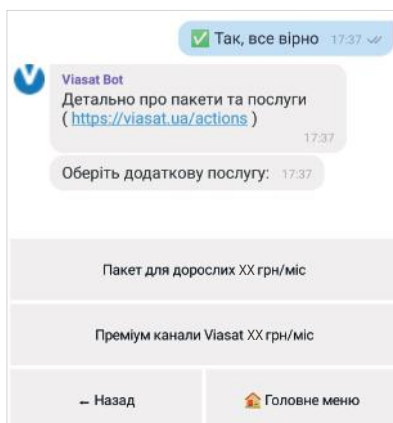 ✅ Так, все вірно 17:37
Viasat Bot
Детально про пакети та послуги
( https://viasat.ua/actions )
17:37
Оберіть додаткову послугу: 17:37
Пакет для дорослих XX грн/міс
Преміум канали Viasat XX грн/міс
← Назад
🏠 Головне меню